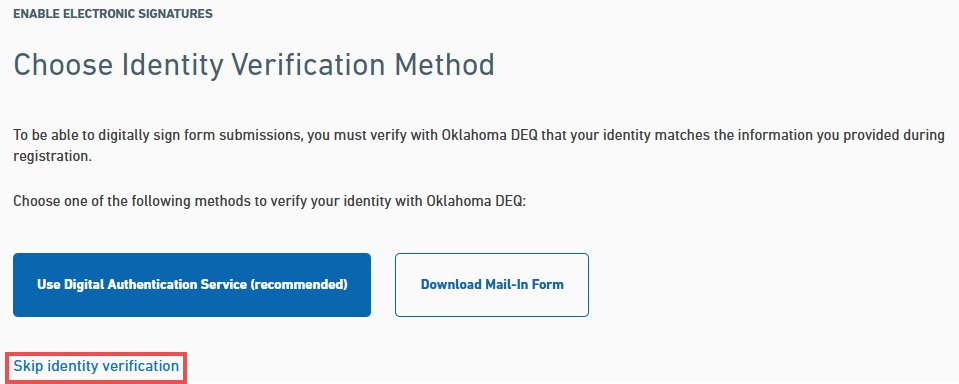 ENABLE ELECTRONIC SIGNATURES
Choose Identity Verification Method
To be able to digitally sign form submissions, you must verify with Oklahoma DEQ that your identity matches the information you provided during
registration.
Choose one of the following methods to verify your identity with Oklahoma DEQ:
Use Digital Authentication Service (recommended)
Download Mail-In Form
Skip identity verification